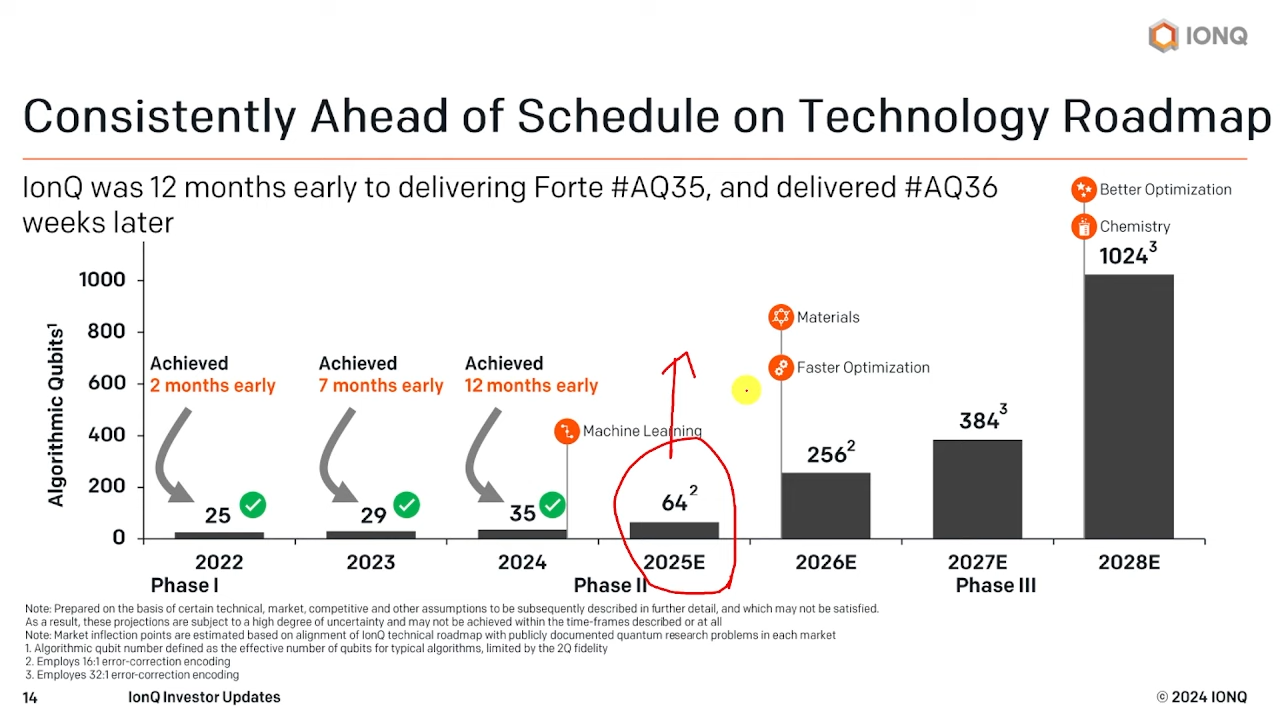 IONQ
Consistently Ahead of Schedule on Technology Roadmap
IonQ was 12 months early to delivering Forte #AQ35, and delivered #AQ36
weeks later
Better Optimization
Chemistry
1024³
Algorithmic Qubits¹
1000
800
600
400
200
0
Achieved
2 months early
Achieved
7 months early
Achieved
12 months early
Machine Learning
Materials
Faster Optimization
25
29
35
64²
256²
384³
2022
2023
2024
2025E
2026E
2027E
2028E
Phase I
Phase II
Phase III
Note: Prepared on the basis of certain technical, market, competitive and other assumptions to be subsequently described in further detail, and which may not be satisfied.
As a result, these projections are subject to a high degree of uncertainty and may not be achieved within the time-frames described or at all
Note: Market inflection points are estimated based on alignment of IonQ technical roadmap with publicly documented quantum research problems in each market
1. Algorithmic qubit number defined as the effective number of qubits for typical algorithms, limited by the 2Q fidelity
2. Employs 16:1 error-correction encoding
3. Employes 32:1 error-correction encoding
14
IonQ Investor Updates
© 2024 IONQ